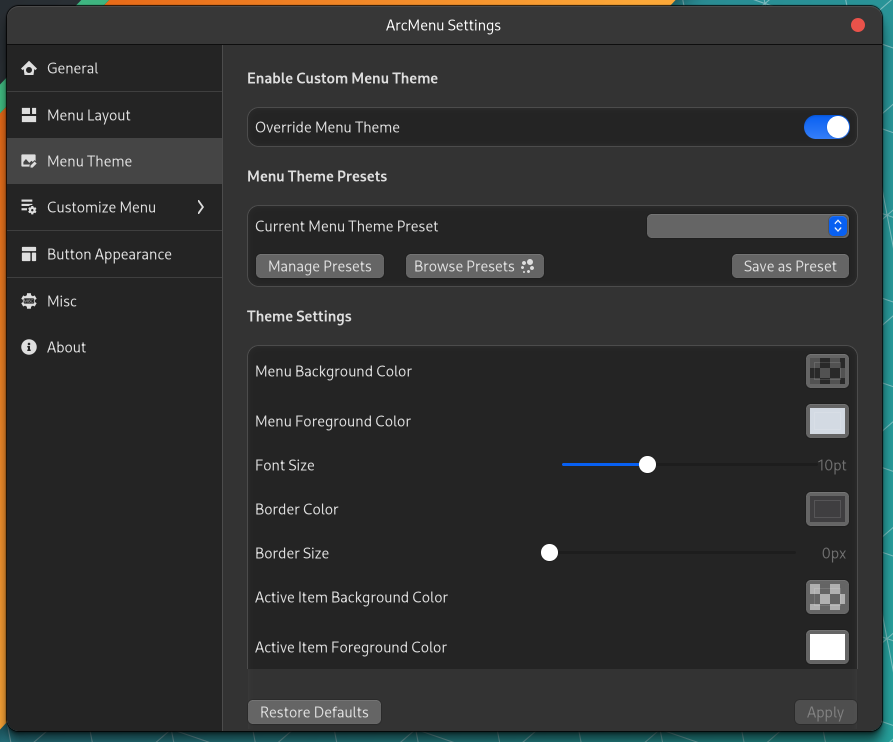 ArcMenu Settings
General
Menu Layout
Menu Theme
Customize Menu
Button Appearance
Misc
About
Enable Custom Menu Theme
Override Menu Theme
Menu Theme Presets
Current Menu Theme Preset
Manage Presets Browse Presets Save as Preset
Theme Settings
Menu Background Color
Menu Foreground Color
Font Size 10pt
Border Color
Border Size 0px
Active Item Background Color
Active Item Foreground Color
Restore Defaults Apply